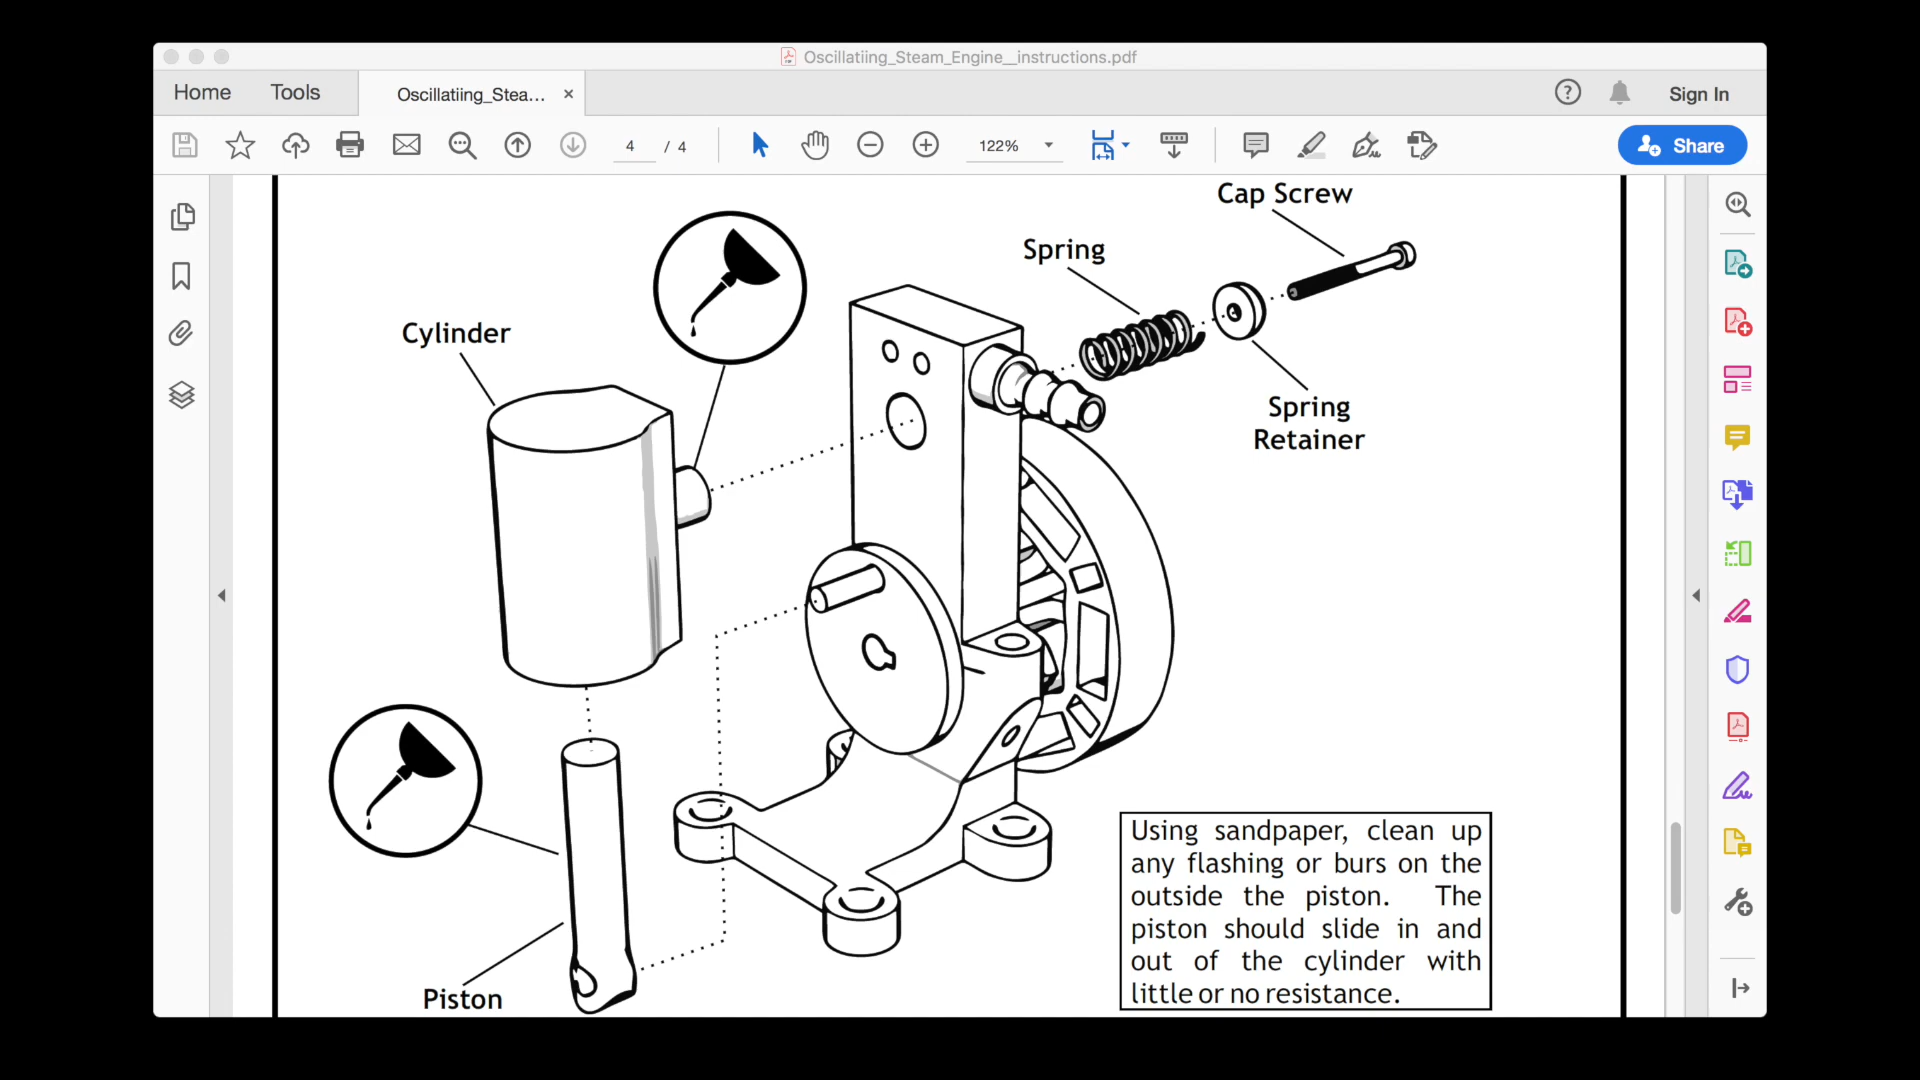 Oscillatiing_Steam_Engine__instructions.pdf
Home Tools Oscillatiing_Stea... × Sign In
4 / 4 122% Share
Cap Screw
Spring
Cylinder
Spring
Retainer
Using sandpaper, clean up
any flashing or burs on the
outside the piston. The
piston should slide in and
out of the cylinder with
little or no resistance.
Piston